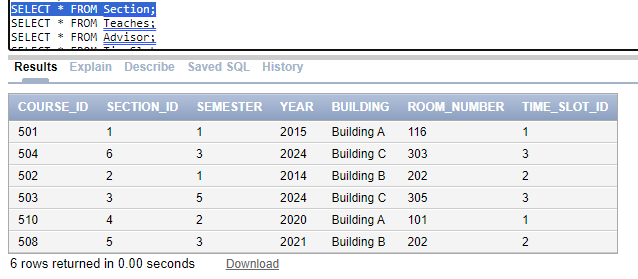 SELECT * FROM Section;
SELECT * FROM Teaches;
SELECT * FROM Advisor;
SELECT * FROM TimeSlot
Results Explain Describe Saved SQL History
COURSE_ID SECTION_ID SEMESTER YEAR BUILDING ROOM_NUMBER TIME_SLOT_ID
501 1 1 2015 Building A 116 1
504 6 3 2024 Building C 303 3
502 2 1 2014 Building B 202 2
503 3 5 2024 Building C 305 3
510 4 2 2020 Building A 101 1
508 5 3 2021 Building B 202 2
6 rows returned in 0.00 seconds Download